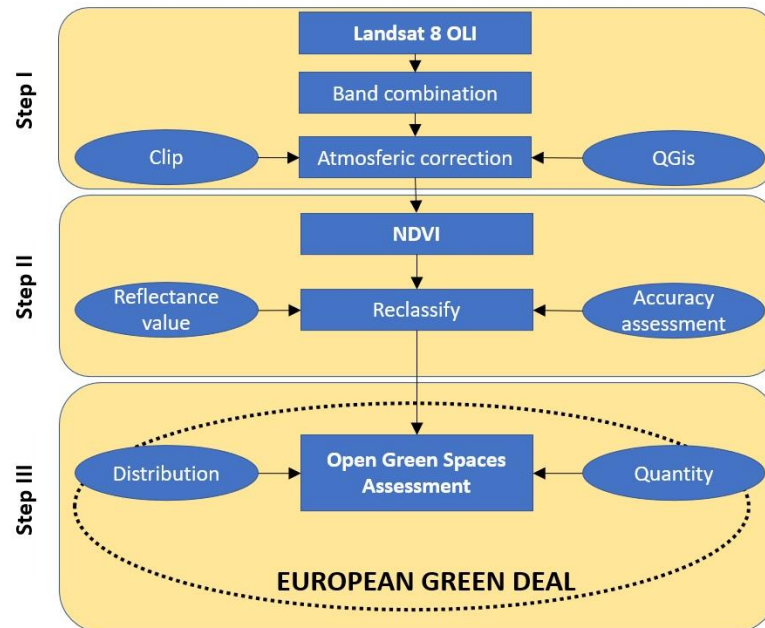 Step I
Landsat 8 OLI
Band combination
Clip
Atmosferic correction
QGis
Step II
NDVI
Reflectance
value
Reclassify
Accuracy
assessment
Step III
Distribution
Open Green Spaces
Assessment
Quantity
EUROPEAN GREEN DEAL